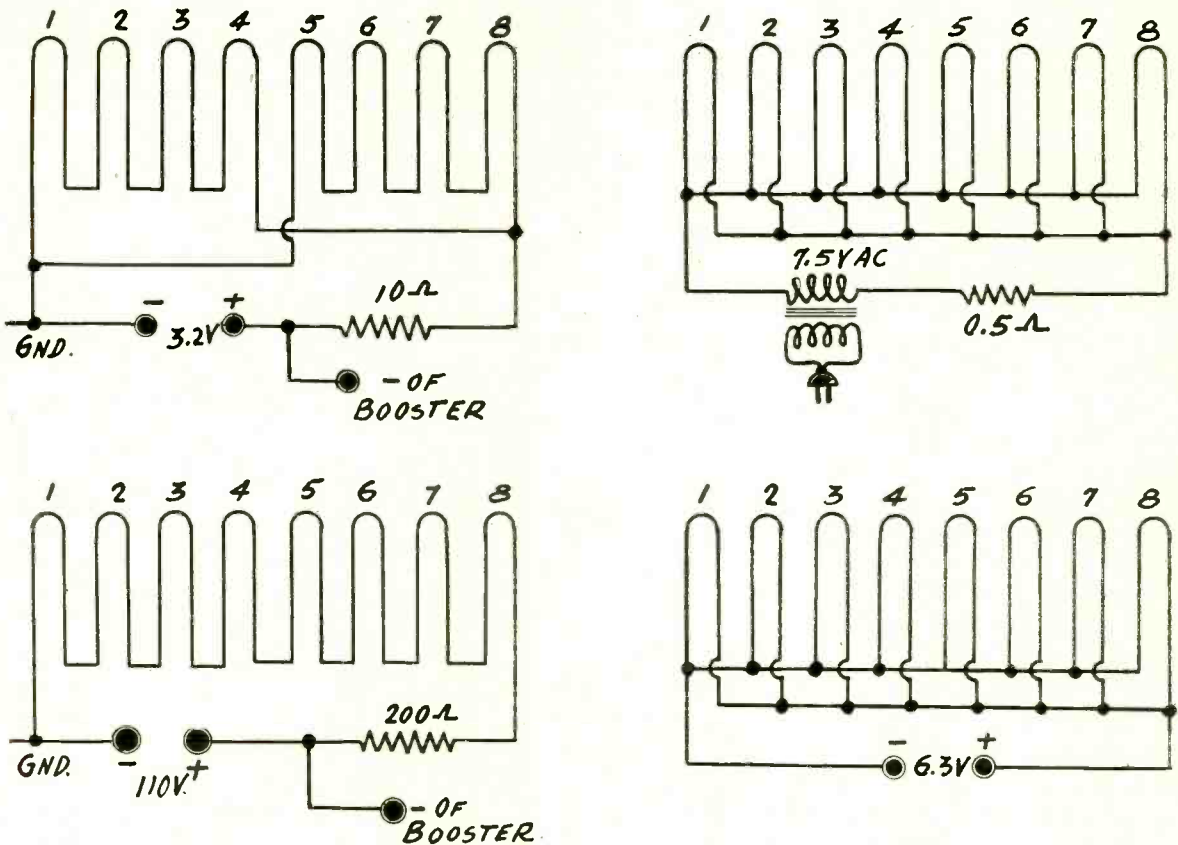 1 2 3 4 5 6 7 8
10Ω
- +
3.2V
GND.
- OF
BOOSTER
1 2 3 4 5 6 7 8
7.5V AC
0.5Ω
1 2 3 4 5 6 7 8
200Ω
GND.
- +
110V.
- OF
BOOSTER
1 2 3 4 5 6 7 8
- +
6.3V